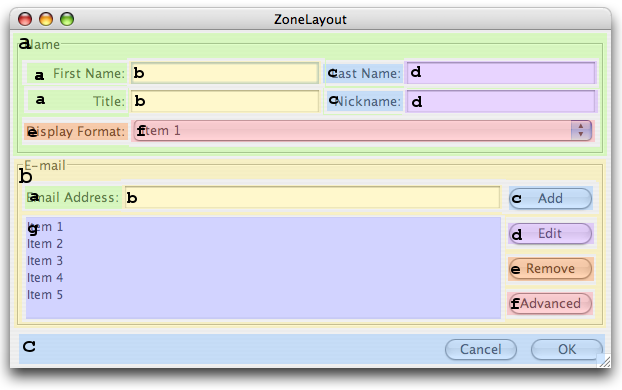 ZoneLayout
a Name
a First Name: b c Last Name: d
a Title: b c Nickname: d
e Display Format: f Item 1
E-mail
b
a Email Address: b c Add
g Item 1
Item 2 d Edit
Item 3
Item 4 e Remove
Item 5 f Advanced
c Cancel OK